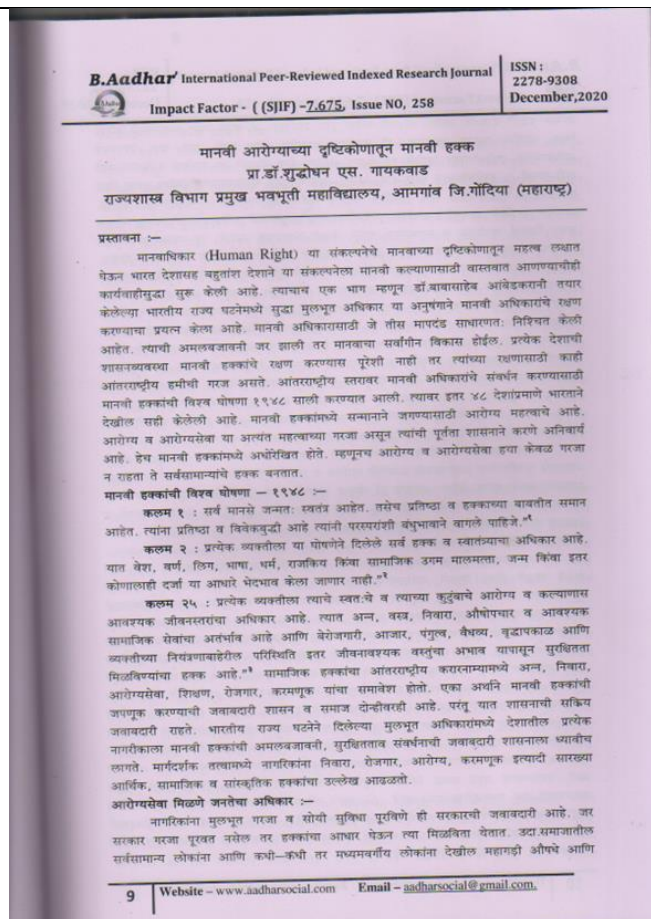 B.Aadhar' International Peer-Reviewed Indexed Research Journal
ISSN :
2278-9308
December,2020
Impact Factor - ( (SJIF) –7.675, Issue NO, 258
मानवी आरोग्याच्या दृष्टिकोणातून मानवी हक्क
प्रा.डॉ.शुद्धोधन एस. गायकवाड
राज्यशास्त्र विभाग प्रमुख भवभूती महाविद्यालय, आमगांव जि.गोंदिया (महाराष्ट्र)
प्रस्तावना :–
मानवाधिकार (Human Right) या संकल्पनेचे मानवाच्या दृष्टिकोणातून महत्व लक्षात
घेऊन भारत देशासह बहुतांश देशाने या संकल्पनेला मानवी कल्याणासाठी वास्तवात आणण्याचीही
कार्यवाहीसुद्धा सुरू केली आहे. त्याचाच एक भाग म्हणून डॉ.बाबासाहेब आंबेडकरानी तयार
केलेल्या भारतीय राज्य घटनेमध्ये सुद्धा मुलभूत अधिकार या अनुषंगाने मानवी अधिकारांचे रक्षण
करण्याचा प्रयत्न केला आहे. मानवी अधिकारासाठी जे तीस मापदंड साधारणतः निश्चित केली
आहेत. त्याची अमलबजावनी जर झाली तर मानवाचा सर्वांगीन विकास होईल. प्रत्येक देशाची
शासनव्यवस्था मानवी हक्कांचे रक्षण करण्यास पूरेशी नाही तर त्यांच्या रक्षणासाठी काही
आंतरराष्ट्रीय हमीची गरज असते. आंतरराष्ट्रीय स्तरावर मानवी अधिकारांचे संवर्धन करण्यासाठी
मानवी हक्कांची विश्व घोषणा १९४८ साली करण्यात आली. त्यावर इतर ४८ देशांप्रमाणे भारताने
देखील सही केलेली आहे. मानवी हक्कांमध्ये सन्मानाने जगण्यासाठी आरोग्य महत्वाचे आहे.
आरोग्य व आरोग्यसेवा या अत्यंत महत्वाच्या गरजा असून त्यांची पूर्तता शासनाने करणे अनिवार्य
आहे. हेच मानवी हक्कांमध्ये अधोरेखित होते. म्हणूनच आरोग्य व आरोग्यसेवा हया केवळ गरजा
न राहता ते सर्वसामान्यांचे हक्क बनतात.
मानवी हक्कांची विश्व घोषणा – १९४८ :–
कलम १ : सर्व मानसे जन्मतः स्वतंत्र आहेत. तसेच प्रतिष्ठा व हक्काच्या बाबतीत समान
आहेत. त्यांना प्रतिष्ठा व विवेकबुद्धी आहे त्यांनी परस्परांशी बंधुभावाने वागले पाहिजे."१
कलम २ : प्रत्येक व्यक्तीला या घोषणेने दिलेले सर्व हक्क व स्वातंत्र्याचा अधिकार आहे.
यात वेश, वर्ण, लिग, भाषा, धर्म, राजकिय किंवा सामाजिक उगम मालमत्ता, जन्म किंवा इतर
कोणालाही दर्जा या आधारे भेदभाव केला जाणार नाही."२
कलम २५ : प्रत्येक व्यक्तीला त्याचे स्वतःचे व त्याच्या कुटुंबाचे आरोग्य व कल्याणास
आवश्यक जीवनस्तरांचा अधिकार आहे. त्यात अन्न, वस्त्र, निवारा, औषोपचार व आवश्यक
सामाजिक सेवांचा अतंर्भाव आहे आणि बेरोजगारी, आजार, पंगुत्व, वैधव्य, वृद्धापकाळ आणि
व्यक्तीच्या नियंत्रणाबाहेरील परिस्थिति इतर जीवनावश्यक वस्तुंचा अभाव यापासून सुरक्षितता
मिळविण्यांचा हक्क आहे."३ सामाजिक हक्कांचा आंतरराष्ट्रीय करारनाम्यामध्ये अन्न, निवारा,
आरोग्यसेवा, शिक्षण, रोजगार, करमणूक यांचा समावेश होतो. एका अर्थाने मानवी हक्कांची
जपणूक करण्याची जवाबदारी शासन व समाज दोन्हीवरही आहे. परंतू यात शासनाची सक्रिय
जवाबदारी राहते. भारतीय राज्य घटनेने दिलेल्या मुलभूत अधिकारांमध्ये देशातील प्रत्येक
नागरीकाला मानवी हक्कांची अमलबजावनी, सुरक्षितताव संवर्धनाची जवाबदारी शासनाला ध्यावीच
लागते. मार्गदर्शक तत्वामध्ये नागरिकांना निवारा, रोजगार, आरोग्य, करमणूक इत्यादी सारख्या
आर्थिक, सामाजिक व सांस्कृतिक हक्कांचा उल्लेख आढळतो.
आरोग्यसेवा मिळणे जनतेचा अधिकार :–
नागरिकांना मुलभूत गरजा व सोयी सुविधा पूरविणे ही सरकारची जवाबदारी आहे. जर
सरकार गरजा पूरवत नसेल तर हक्कांचा आधार घेऊन त्या मिळविता येतात. उदा.समाजातील
सर्वसामान्य लोकांना आणि कधी–कंधी तर मध्यमवर्गीय लोकांना देखील महागड़ी औषधे आणि
9
Website – www.aadharsocial.com Email – aadharsocial@gmail.com.